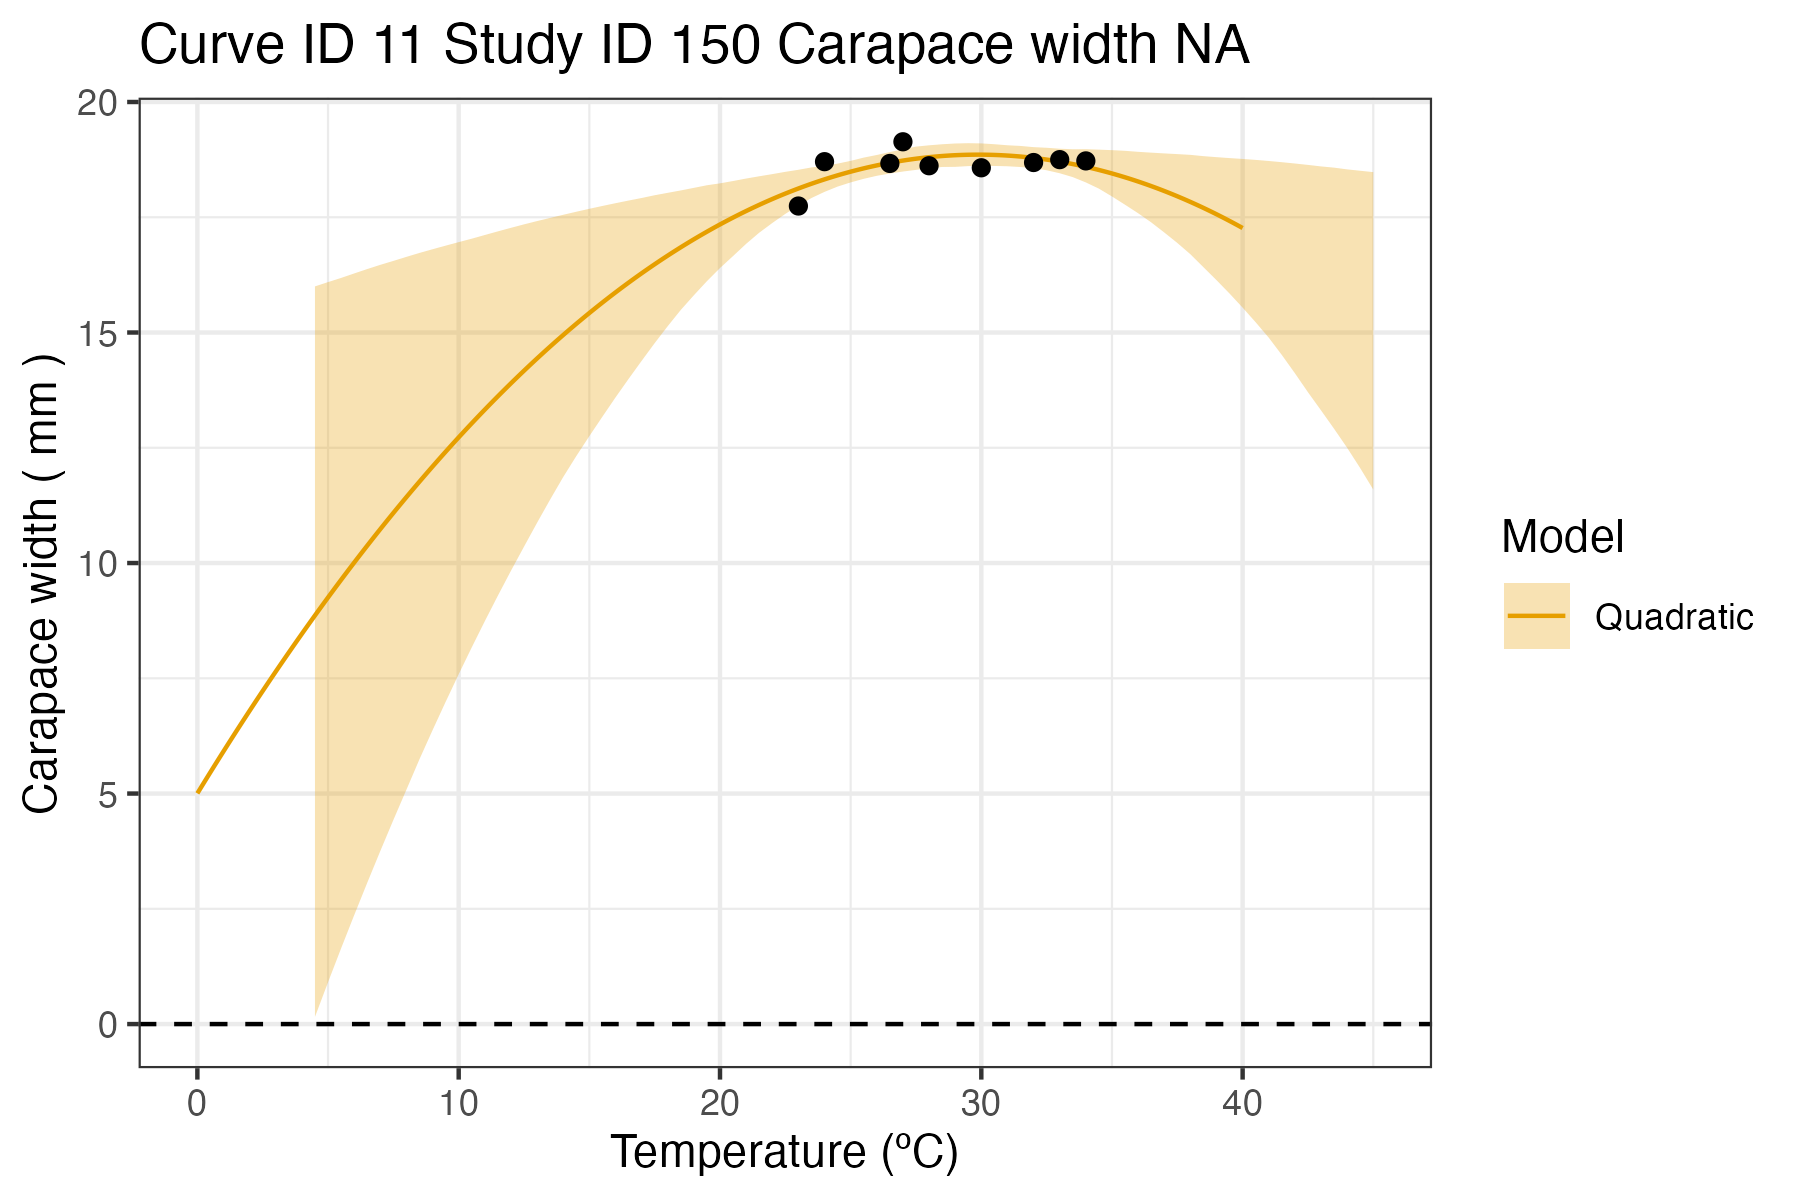 Curve ID 11 Study ID 150 Carapace width NA
20
15
10
5
0
Carapace width ( mm )
0 10 20 30 40
Temperature (ºC)
Model
Quadratic